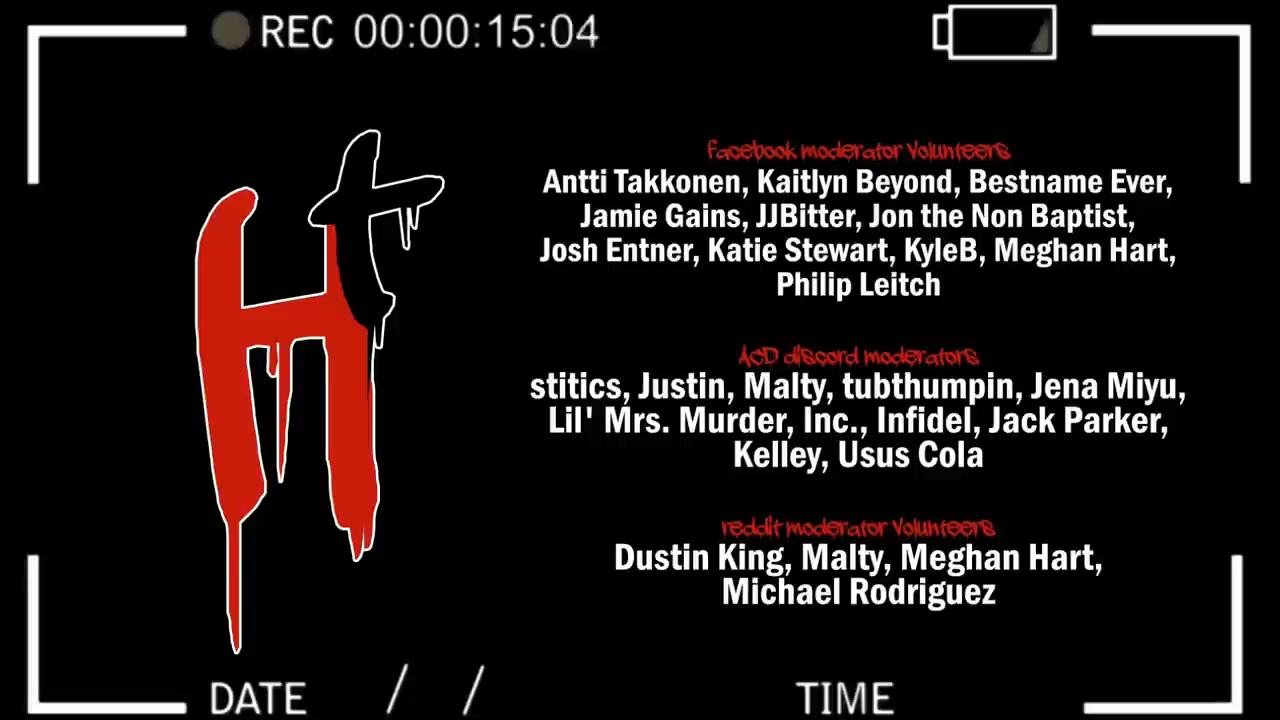 REC 00:00:15:04
Ht
facebook moderator Volunteers
Antti Takkonen, Kaitlyn Beyond, Bestname Ever,
Jamie Gains, JJBitter, Jon the Non Baptist,
Josh Entner, Katie Stewart, KyleB, Meghan Hart,
Philip Leitch
ACD discord moderators
stitics, Justin, Malty, tubthumpin, Jena Miyu,
Lil' Mrs. Murder, Inc., Infidel, Jack Parker,
Kelley, Usus Cola
reddit moderator Volunteers
Dustin King, Malty, Meghan Hart,
Michael Rodriguez
DATE / / TIME